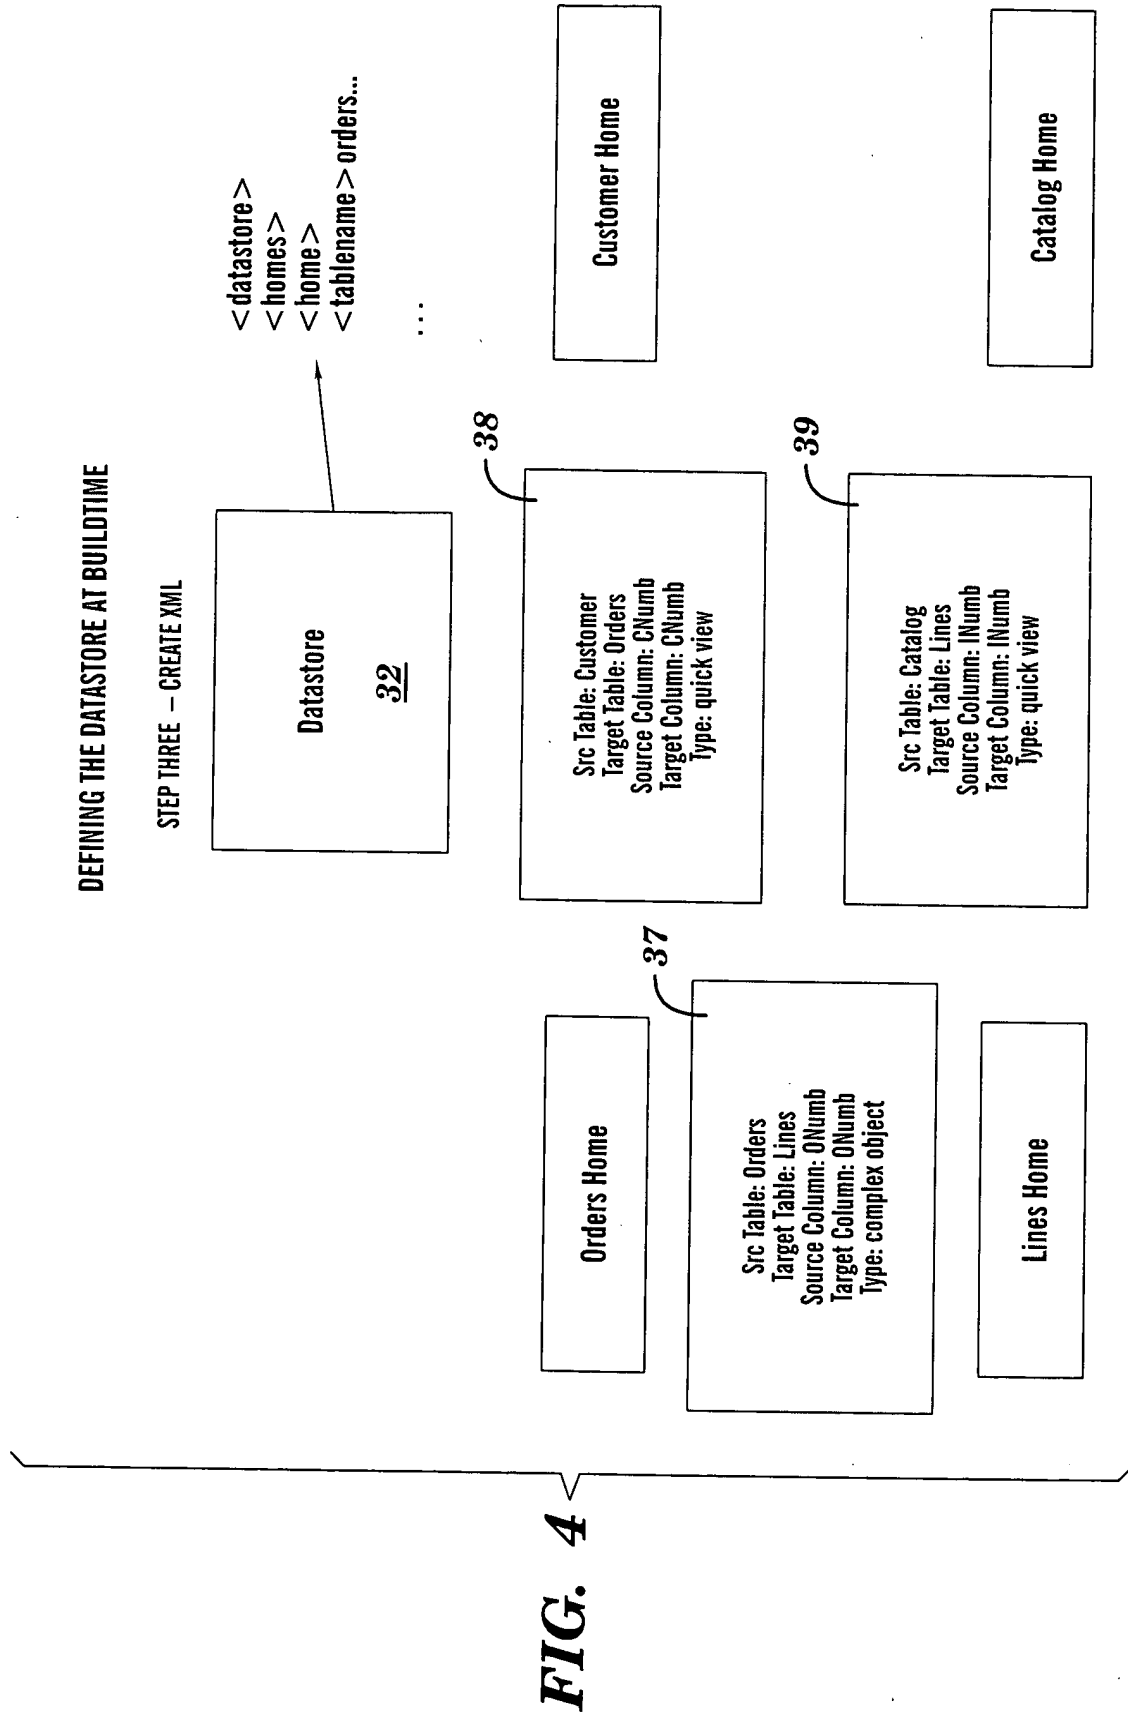 DEFINING THE DATASTORE AT BUILDTIME
STEP THREE – CREATE XML
Datastore
32
<datastore>
<homes>
<home>
<tablename>orders...
...
Orders Home
37
Src Table: Orders
Target Table: Lines
Source Column: ONumb
Target Column: ONumb
Type: complex object
Lines Home
38
Src Table: Customer
Target Table: Orders
Source Column: CNumb
Target Column: CNumb
Type: quick view
39
Src Table: Catalog
Target Table: Lines
Source Column: INumb
Target Column: INumb
Type: quick view
Customer Home
Catalog Home
FIG. 4